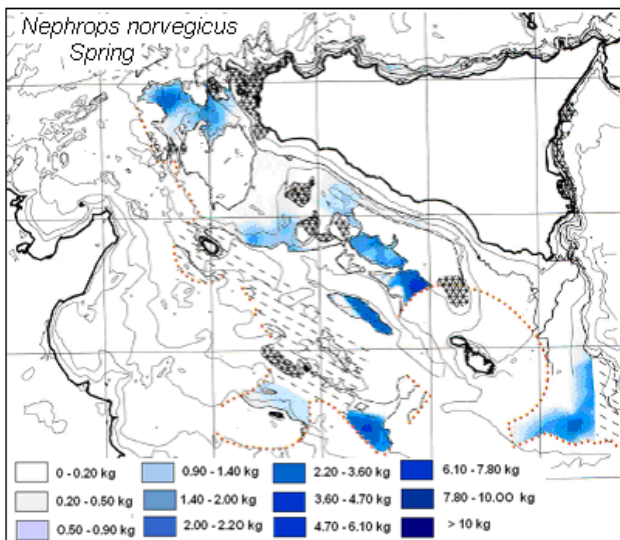 Nephrops norvegicus
Spring
0 - 0.20 kg
0.20 - 0.50 kg
0.50 - 0.90 kg
0.90 - 1.40 kg
1.40 - 2.00 kg
2.00 - 2.20 kg
2.20 - 3.60 kg
3.60 - 4.70 kg
4.70 - 6.10 kg
6.10 - 7.80 kg
7.80 - 10.00 kg
> 10 kg